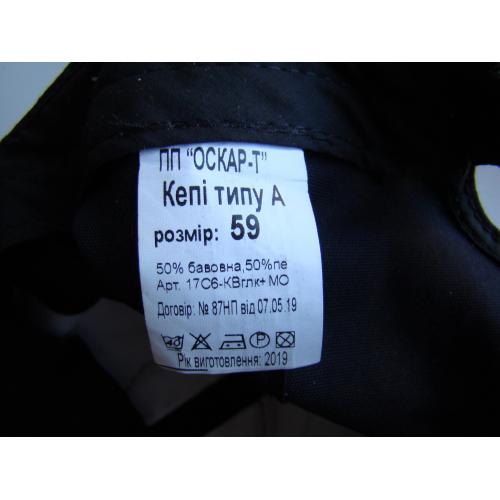 ПП "ОСКАР-Т"
Кепі типу А
розмір: 59
50% бавовна,50%пе
Арт. 17С6-КВглк+ МО
Договір: № 87НП від 07.05.19
Рік виготовлення: 2019